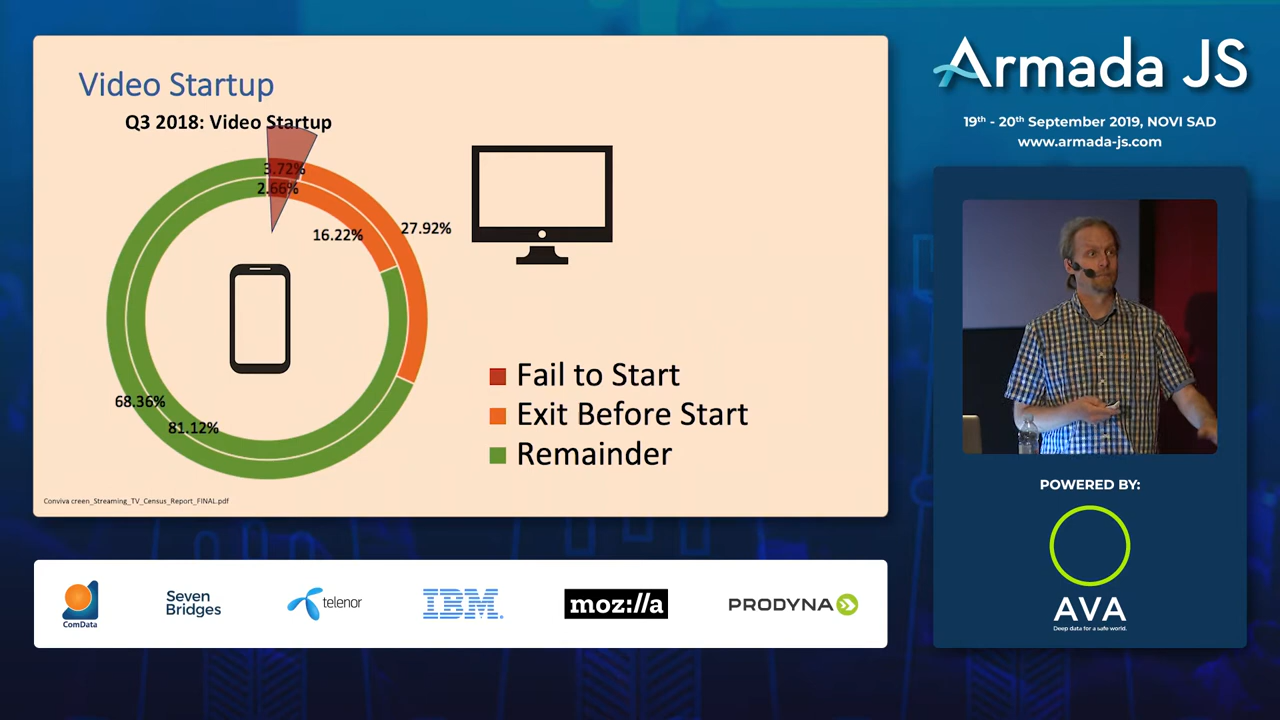 Video Startup
Q3 2018: Video Startup
3.72%
2.66%
16.22%
27.92%
68.36%
81.12%
Fail to Start
Exit Before Start
Remainder
Conviva creen_Streaming_TV_Census_Report_FINAL.pdf
Armada JS
19th - 20th September 2019, NOVI SAD
www.armada-js.com
POWERED BY:
AVA
Deep data for a safe world.
ComData
Seven
Bridges
telenor
IBM
moz://a
PRODYNA